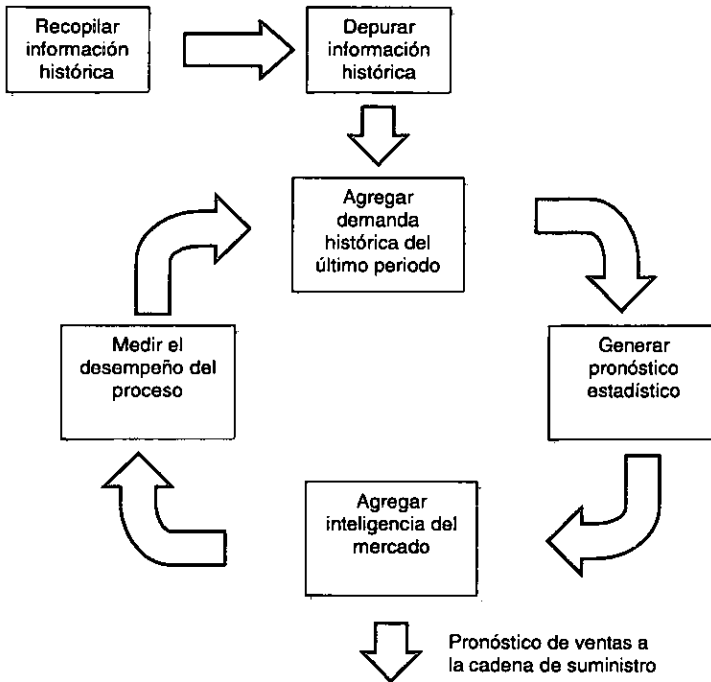 Recopilar
información
histórica
Depurar
información
histórica
Agregar
demanda
histórica del
último periodo
Medir el
desempeño del
proceso
Generar
pronóstico
estadístico
Agregar
inteligencia del
mercado
Pronóstico de ventas a
la cadena de suministro